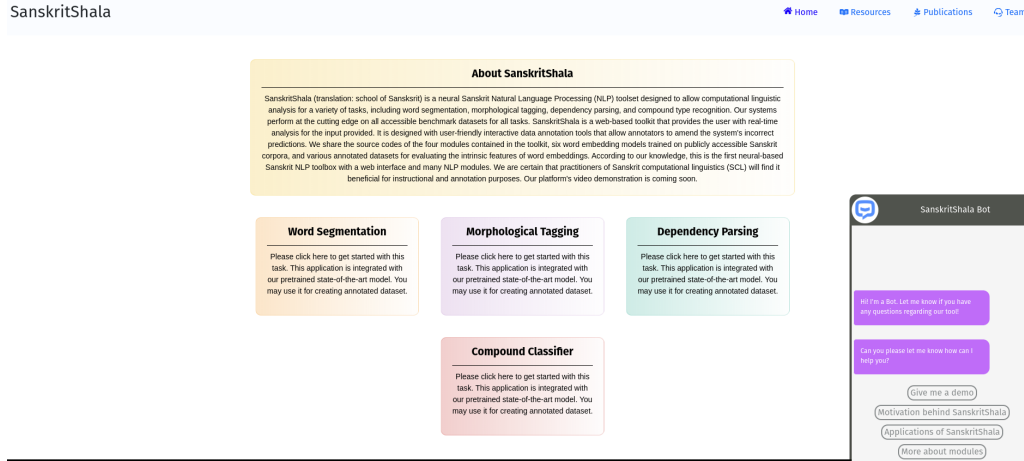 SanskritShala
Home
Resources
Publications
Team
About SanskritShala
SanskritShala (translation: school of Sansksrit) is a neural Sanskrit Natural Language Processing (NLP) toolset designed to allow computational linguistic
analysis for a variety of tasks, including word segmentation, morphological tagging, dependency parsing, and compound type recognition. Our systems
perform at the cutting edge on all accessible benchmark datasets for all tasks. SanskritShala is a web-based toolkit that provides the user with real-time
analysis for the input provided. It is designed with user-friendly interactive data annotation tools that allow annotators to amend the system's incorrect
predictions. We share the source codes of the four modules contained in the toolkit, six word embedding models trained on publicly accessible Sanskrit
corpora, and various annotated datasets for evaluating the intrinsic features of word embeddings. According to our knowledge, this is the first neural-based
Sanskrit NLP toolbox with a web interface and many NLP modules. We are certain that practitioners of Sanskrit computational linguistics (SCL) will find it
beneficial for instructional and annotation purposes. Our platform's video demonstration is coming soon.
Word Segmentation
Please click here to get started with this
task. This application is integrated with
our pretrained state-of-the-art model. You
may use it for creating annotated dataset.
Morphological Tagging
Please click here to get started with this
task. This application is integrated with
our pretrained state-of-the-art model. You
may use it for creating annotated dataset.
Dependency Parsing
Please click here to get started with this
task. This application is integrated with
our pretrained state-of-the-art model. You
may use it for creating annotated dataset.
Compound Classifier
Please click here to get started with this
task. This application is integrated with
our pretrained state-of-the-art model. You
may use it for creating annotated dataset.
SanskritShala Bot
Hi! I'm a Bot. Let me know if you have
any questions regarding our tool!
Can you please let me know how can I
help you?
Give me a demo
Motivation behind SanskritShala
Applications of SanskritShala
More about modules